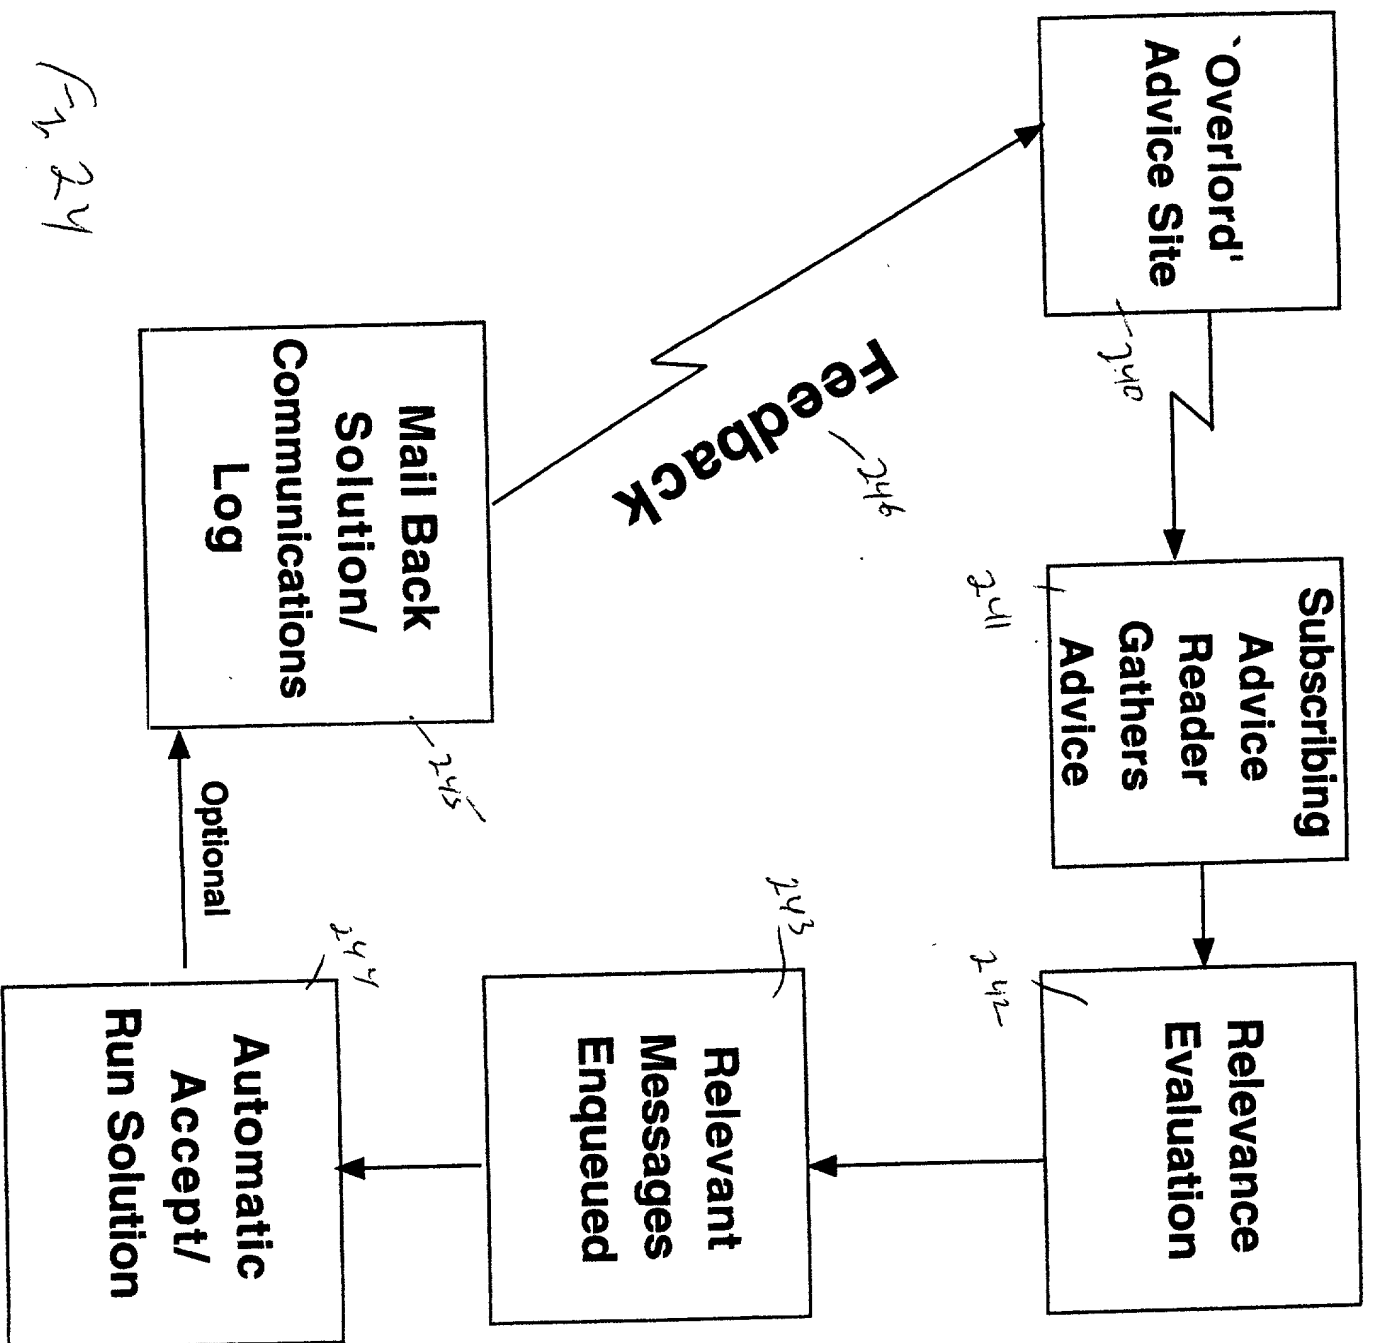 `Overlord'
Advice Site
240
Subscribing
Advice
Reader
Gathers
Advice
241
Relevance
Evaluation
242
Relevant
Messages
Enqueued
243
Automatic
Accept/
Run Solution
244
Optional
Mail Back
Solution/
Communications
Log
245
Feedback
246
Fig 24